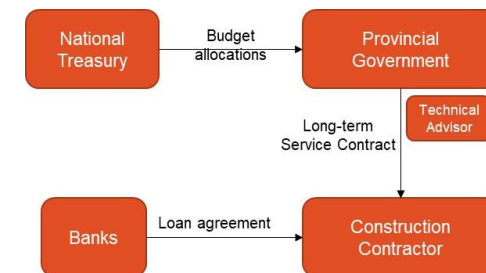 National
Treasury
Budget
allocations
Provincial
Government
Technical
Advisor
Long-term
Service Contract
Banks
Loan agreement
Construction
Contractor